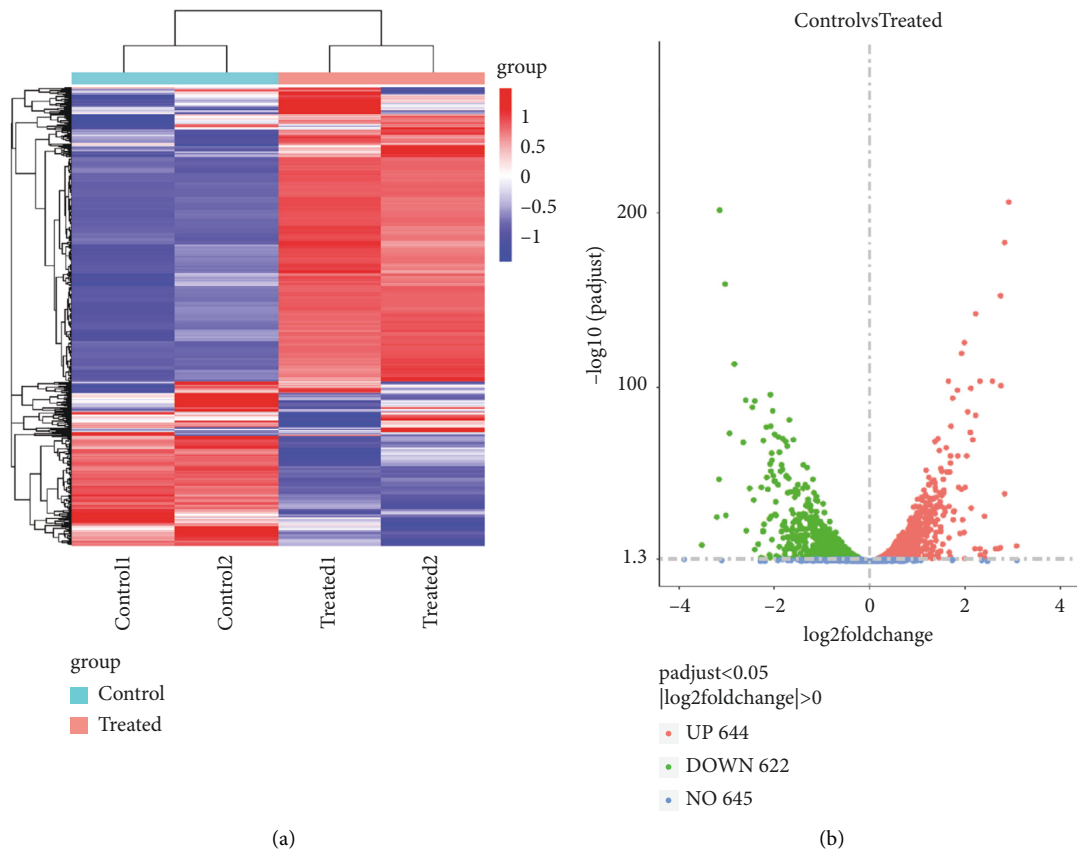 group
1
0.5
0
−0.5
−1
Control1
Control2
Treated1
Treated2
group
Control
Treated
(a)
ControlvsTreated
−log10 (padjust)
200
100
1.3
−4
−2
0
2
4
log2foldchange
padjust<0.05
|log2foldchange|>0
UP 644
DOWN 622
NO 645
(b)